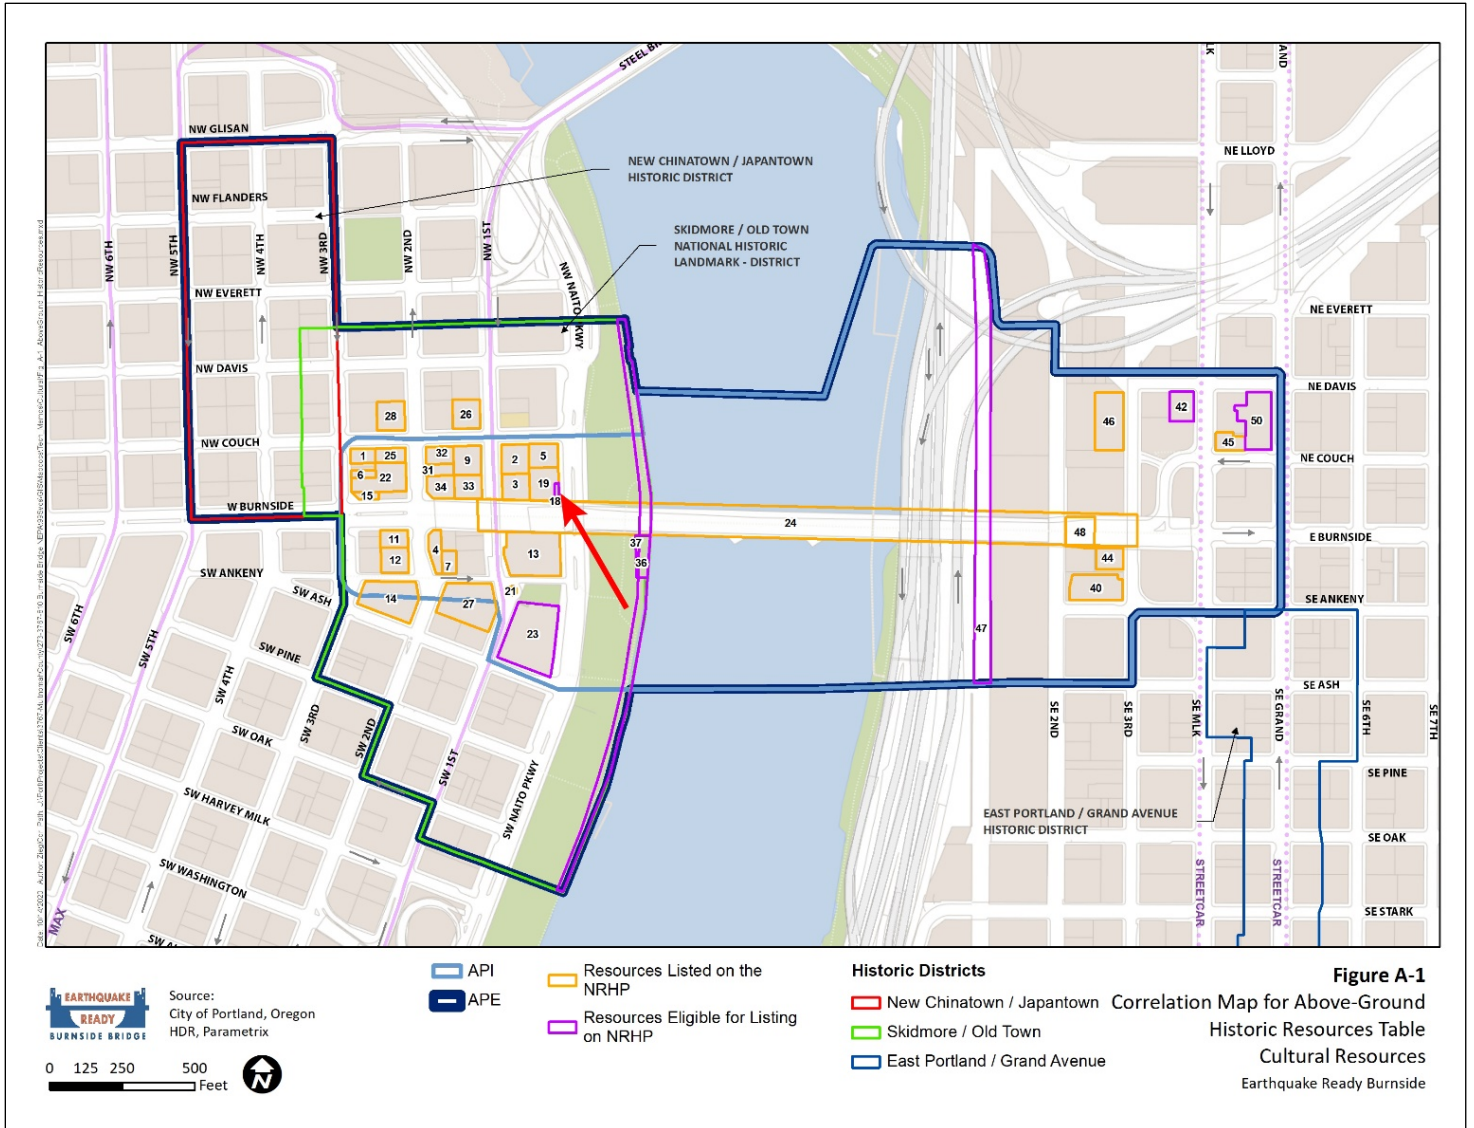 STEEL BR
LK
AND
NW GLISAN
NEW CHINATOWN / JAPANTOWN
HISTORIC DISTRICT
NE LLOYD
NW FLANDERS
SKIDMORE / OLD TOWN
NATIONAL HISTORIC
LANDMARK - DISTRICT
NW 6TH
NW 5TH
NW 4TH
NW 3RD
NW 2ND
NW 1ST
NW NAITO PKWY
NW EVERETT
NE EVERETT
NW DAVIS
NE DAVIS
28
26
46
42
50
45
NW COUCH
NE COUCH
1
25
32
9
2
5
6
22
31
34
33
3
19
15
18
W BURNSIDE
24
48
E BURNSIDE
11
4
13
37
44
12
7
36
SW ANKENY
40
SE ANKENY
SW ASH
14
27
21
23
47
SW 6TH
SW 5TH
SW PINE
SW 4TH
SE ASH
SW 3RD
SW 2ND
SW OAK
SE 2ND
SE 3RD
SE MLK
SE GRAND
SE 6TH
SE 7TH
SW 1ST
SW NAITO PKWY
SE PINE
SW HARVEY MILK
EAST PORTLAND / GRAND AVENUE
HISTORIC DISTRICT
SE OAK
SW WASHINGTON
STREETCAR
STREETCAR
SE STARK
MAX
EARTHQUAKE
READY
BURNSIDE BRIDGE
Source:
City of Portland, Oregon
HDR, Parametrix
0 125 250 500
Feet
N
API
APE
Resources Listed on the
NRHP
Resources Eligible for Listing
on NRHP
Historic Districts
New Chinatown / Japantown
Skidmore / Old Town
East Portland / Grand Avenue
Figure A-1
Correlation Map for Above-Ground
Historic Resources Table
Cultural Resources
Earthquake Ready Burnside